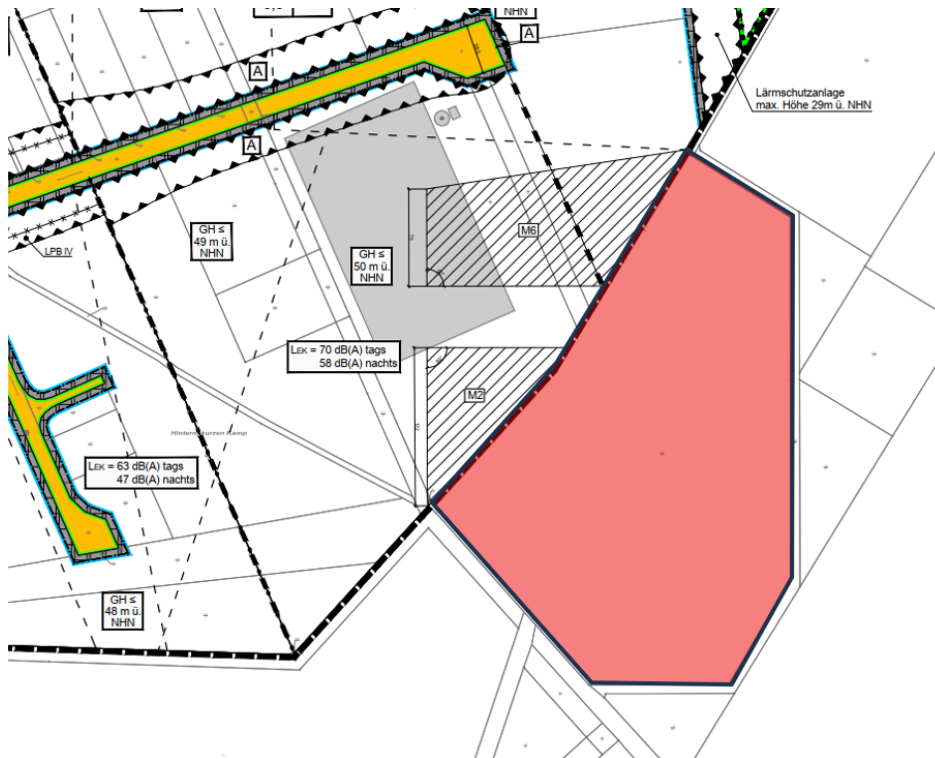 NHN
A
A
A
Lärmschutzanlage
max. Höhe 29m ü. NHN
GH ≤
49 m ü.
NHN
LPB IV
GH ≤
50 m ü.
NHN
M6
LEK = 70 dB(A) tags
58 dB(A) nachts
M2
LEK = 63 dB(A) tags
47 dB(A) nachts
GH ≤
48 m ü.
NHN